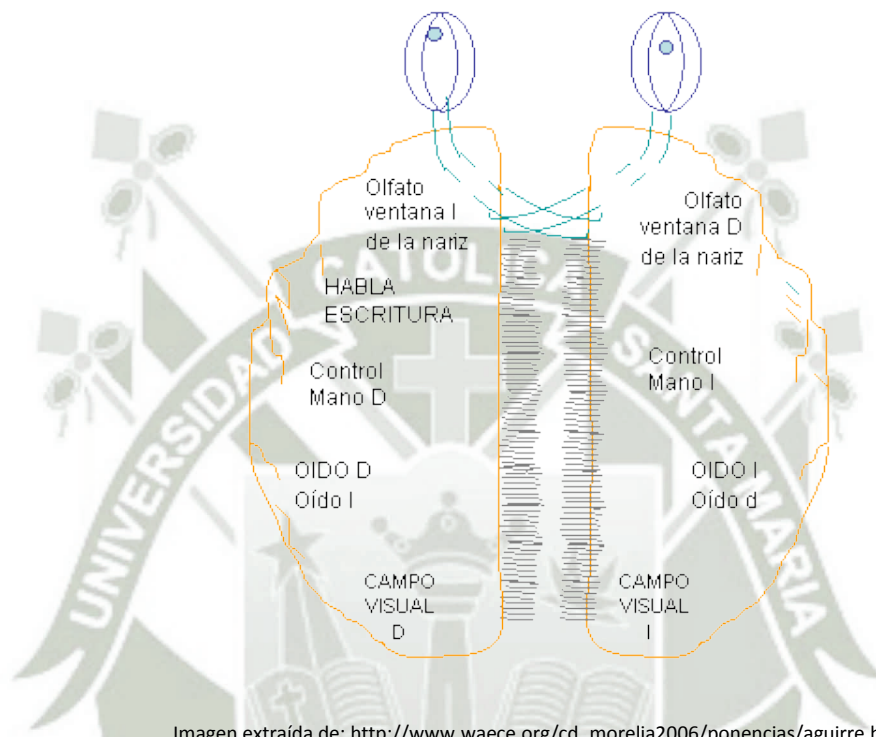 Olfato
ventana I
de la nariz
HABLA
ESCRITURA
Control
Mano D
OIDO D
Oído I
CAMPO
VISUAL
D
Olfato
ventana D
de la nariz
Control
Mano I
OIDO I
Oído d
CAMPO
VISUAL
I
UNIVERSIDAD CATOLICA SANTA MARIA
Imagen extraída de: http://www.waece.org/cd_morelia2006/ponencias/aguirre.h